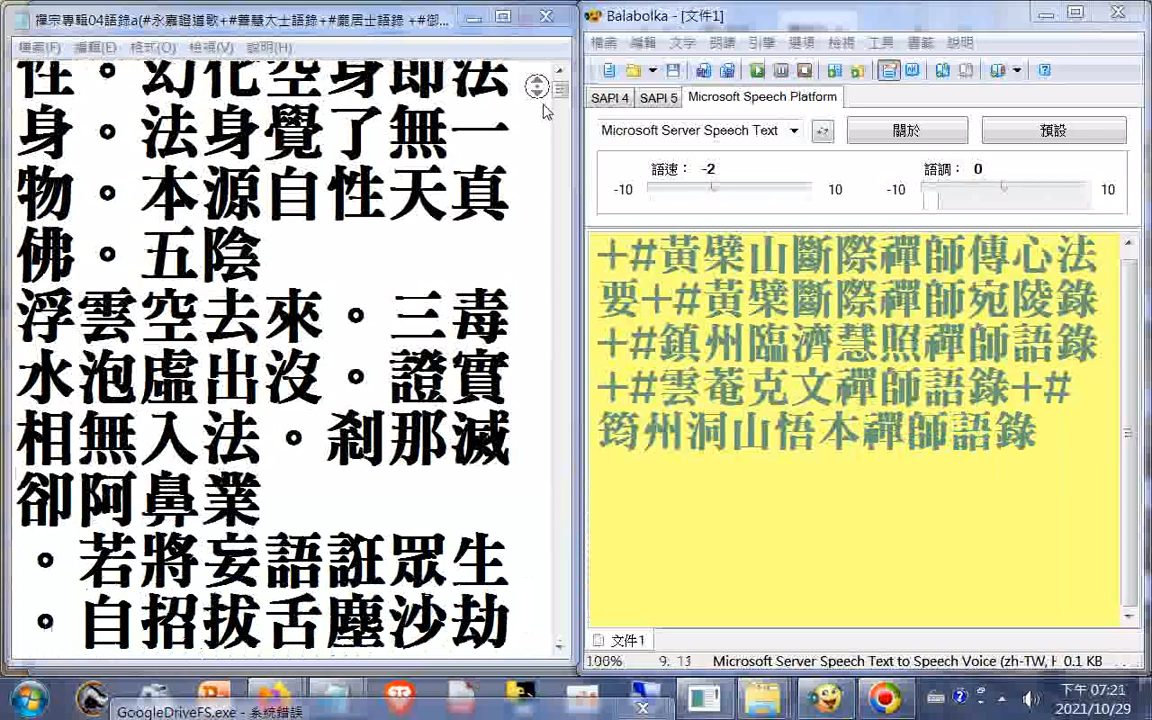 禪宗專輯04語錄a(#永嘉證道歌+#善慧大士語錄+#龐居士語錄 +#御...
檔案(F) 編輯(E) 格式(O) 檢視(V) 說明(H)
性。幻化空身即法
身。法身覺了無一
物。本源自性天真
佛。五陰
浮雲空去來。三毒
水泡虛出沒。證實
相無人法。剎那滅
卻阿鼻業
。若將妄語誑眾生
。自招拔舌塵沙劫
Balabolka - [文件1]
檔案 編輯 文字 朗讀 引擎 選項 檢視 工具 書籤 說明
SAPI 4 SAPI 5 Microsoft Speech Platform
Microsoft Server Speech Text 關於 預設
語速： -2 語調： 0
-10 10 -10 10
+#黃檗山斷際禪師傳心法
要+#黃檗斷際禪師宛陵錄
+#鎮州臨濟慧照禪師語錄
+#雲菴克文禪師語錄+#
筠州洞山悟本禪師語錄
文件1
100% 9: 13 Microsoft Server Speech Text to Speech Voice (zh-TW, H 0.1 KB
GoogleDriveFS.exe - 系統錯誤
下午 07:21
2021/10/29